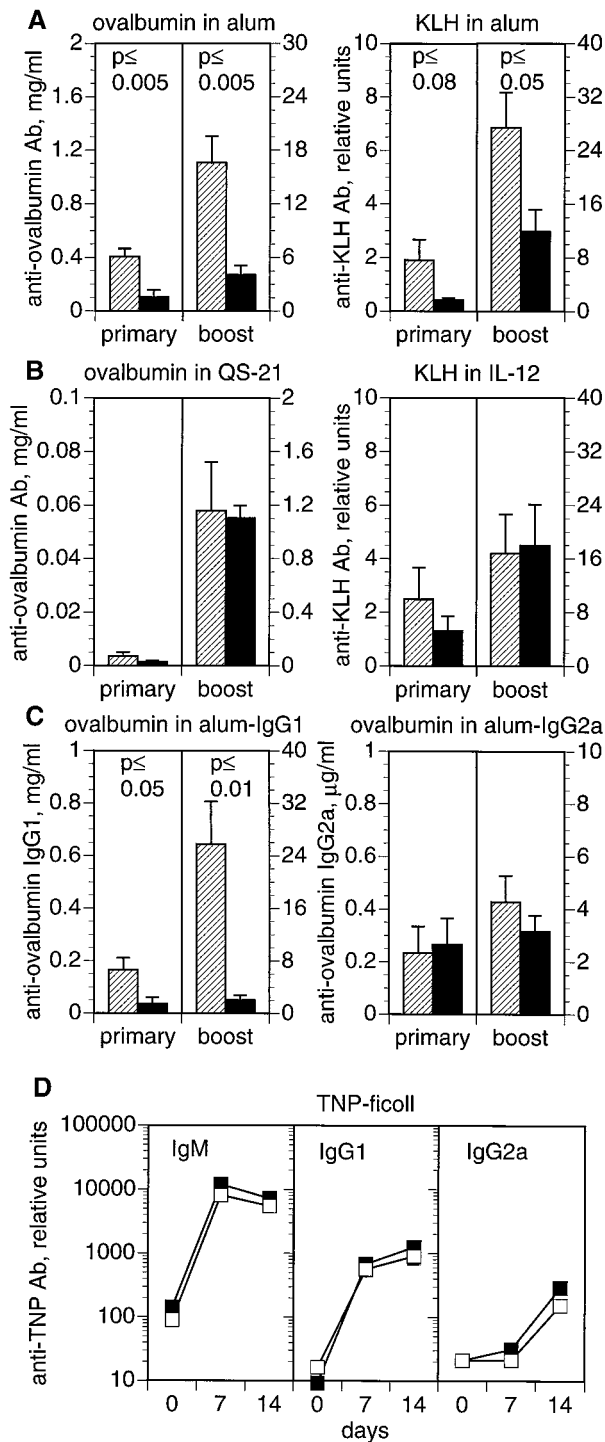 A
ovalbumin in alum
KLH in alum
anti-ovalbumin Ab, mg/ml
2
1.6
1.2
0.8
0.4
0
p≤
0.005
p≤
0.005
30
24
18
12
6
0
primary
boost
anti-KLH Ab, relative units
10
8
6
4
2
0
p≤
0.08
p≤
0.05
40
32
24
16
8
0
primary
boost
B
ovalbumin in QS-21
KLH in IL-12
anti-ovalbumin Ab, mg/ml
0.1
0.08
0.06
0.04
0.02
0
2
1.6
1.2
0.8
0.4
0
primary
boost
anti-KLH Ab, relative units
10
8
6
4
2
0
40
32
24
16
8
0
primary
boost
C
ovalbumin in alum-IgG1
ovalbumin in alum-IgG2a
anti-ovalbumin IgG1, mg/ml
1
0.8
0.6
0.4
0.2
0
p≤
0.05
p≤
0.01
40
32
24
16
8
0
primary
boost
anti-ovalbumin IgG2a, µg/ml
1
0.8
0.6
0.4
0.2
0
10
8
6
4
2
0
primary
boost
D
TNP-ficoll
anti-TNP Ab, relative units
100000
10000
1000
100
10
IgM
IgG1
IgG2a
0 7 14 0 7 14 0 7 14
days